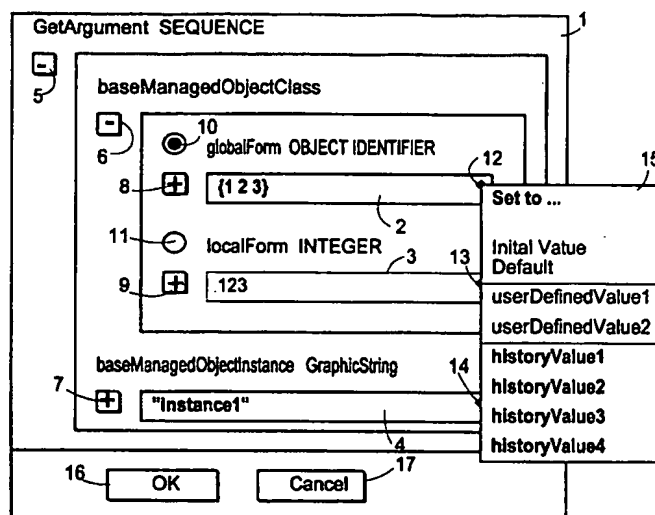 GetArgument SEQUENCE
1
-
5
baseManagedObjectClass
-
6
10
globalForm OBJECT IDENTIFIER
12
15
8
+
{1 2 3}
2
Set to ...
11
localForm INTEGER
3
Inital Vatue
Default
13
9
+
.123
userDefinedValue1
userDefinedValue2
baseManagedObjectInstance GraphicString
historyValue1
14
historyValue2
7
+
"Instance1"
4
historyValue3
historyValue4
16
OK
Cancel
17